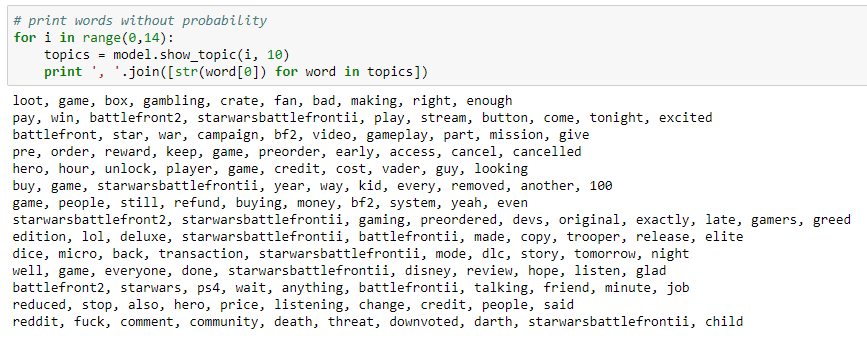 # print words without probability
for i in range(0,14):
    topics = model.show_topic(i, 10)
    print ', '.join([str(word[0]) for word in topics])
loot, game, box, gambling, crate, fan, bad, making, right, enough
pay, win, battlefront2, starwarsbattlefrontii, play, stream, button, come, tonight, excited
battlefront, star, war, campaign, bf2, video, gameplay, part, mission, give
pre, order, reward, keep, game, preorder, early, access, cancel, cancelled
hero, hour, unlock, player, game, credit, cost, vader, guy, looking
buy, game, starwarsbattlefrontii, year, way, kid, every, removed, another, 100
game, people, still, refund, buying, money, bf2, system, yeah, even
starwarsbattlefront2, starwarsbattlefrontii, gaming, preordered, devs, original, exactly, late, gamers, greed
edition, lol, deluxe, starwarsbattlefrontii, battlefrontii, made, copy, trooper, release, elite
dice, micro, back, transaction, starwarsbattlefrontii, mode, dlc, story, tomorrow, night
well, game, everyone, done, starwarsbattlefrontii, disney, review, hope, listen, glad
battlefront2, starwars, ps4, wait, anything, battlefrontii, talking, friend, minute, job
reduced, stop, also, hero, price, listening, change, credit, people, said
reddit, fuck, comment, community, death, threat, downvoted, darth, starwarsbattlefrontii, child